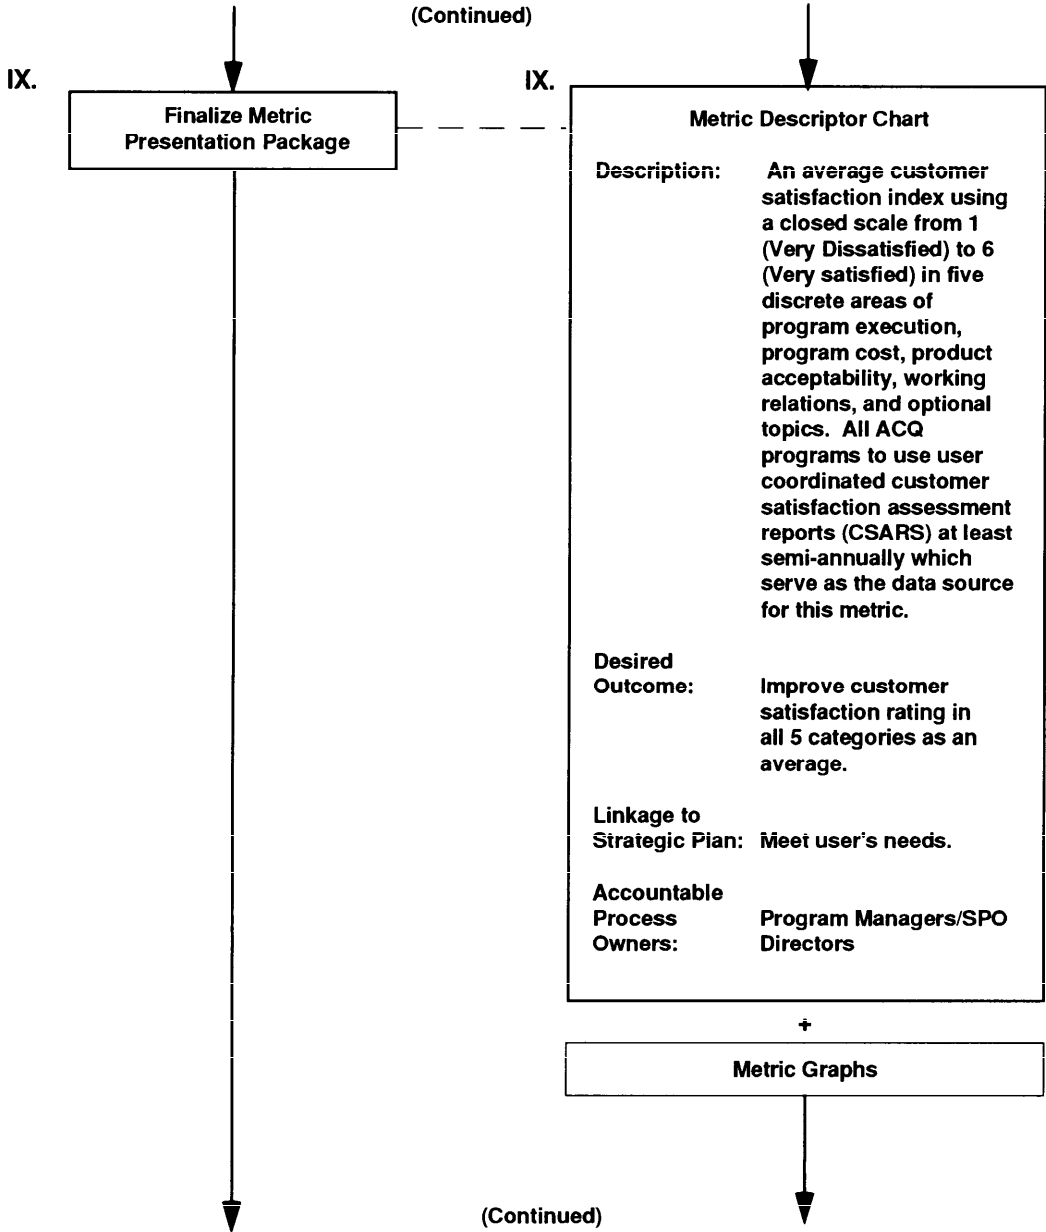 (Continued)
IX.
Finalize Metric
Presentation Package
IX.
Metric Descriptor Chart
Description: An average customer
satisfaction index using
a closed scale from 1
(Very Dissatisfied) to 6
(Very satisfied) in five
discrete areas of
program execution,
program cost, product
acceptability, working
relations, and optional
topics. All ACQ
programs to use user
coordinated customer
satisfaction assessment
reports (CSARS) at least
semi-annually which
serve as the data source
for this metric.
Desired
Outcome: Improve customer
satisfaction rating in
all 5 categories as an
average.
Linkage to
Strategic Plan: Meet user's needs.
Accountable
Process Program Managers/SPO
Owners: Directors
+
Metric Graphs
(Continued)